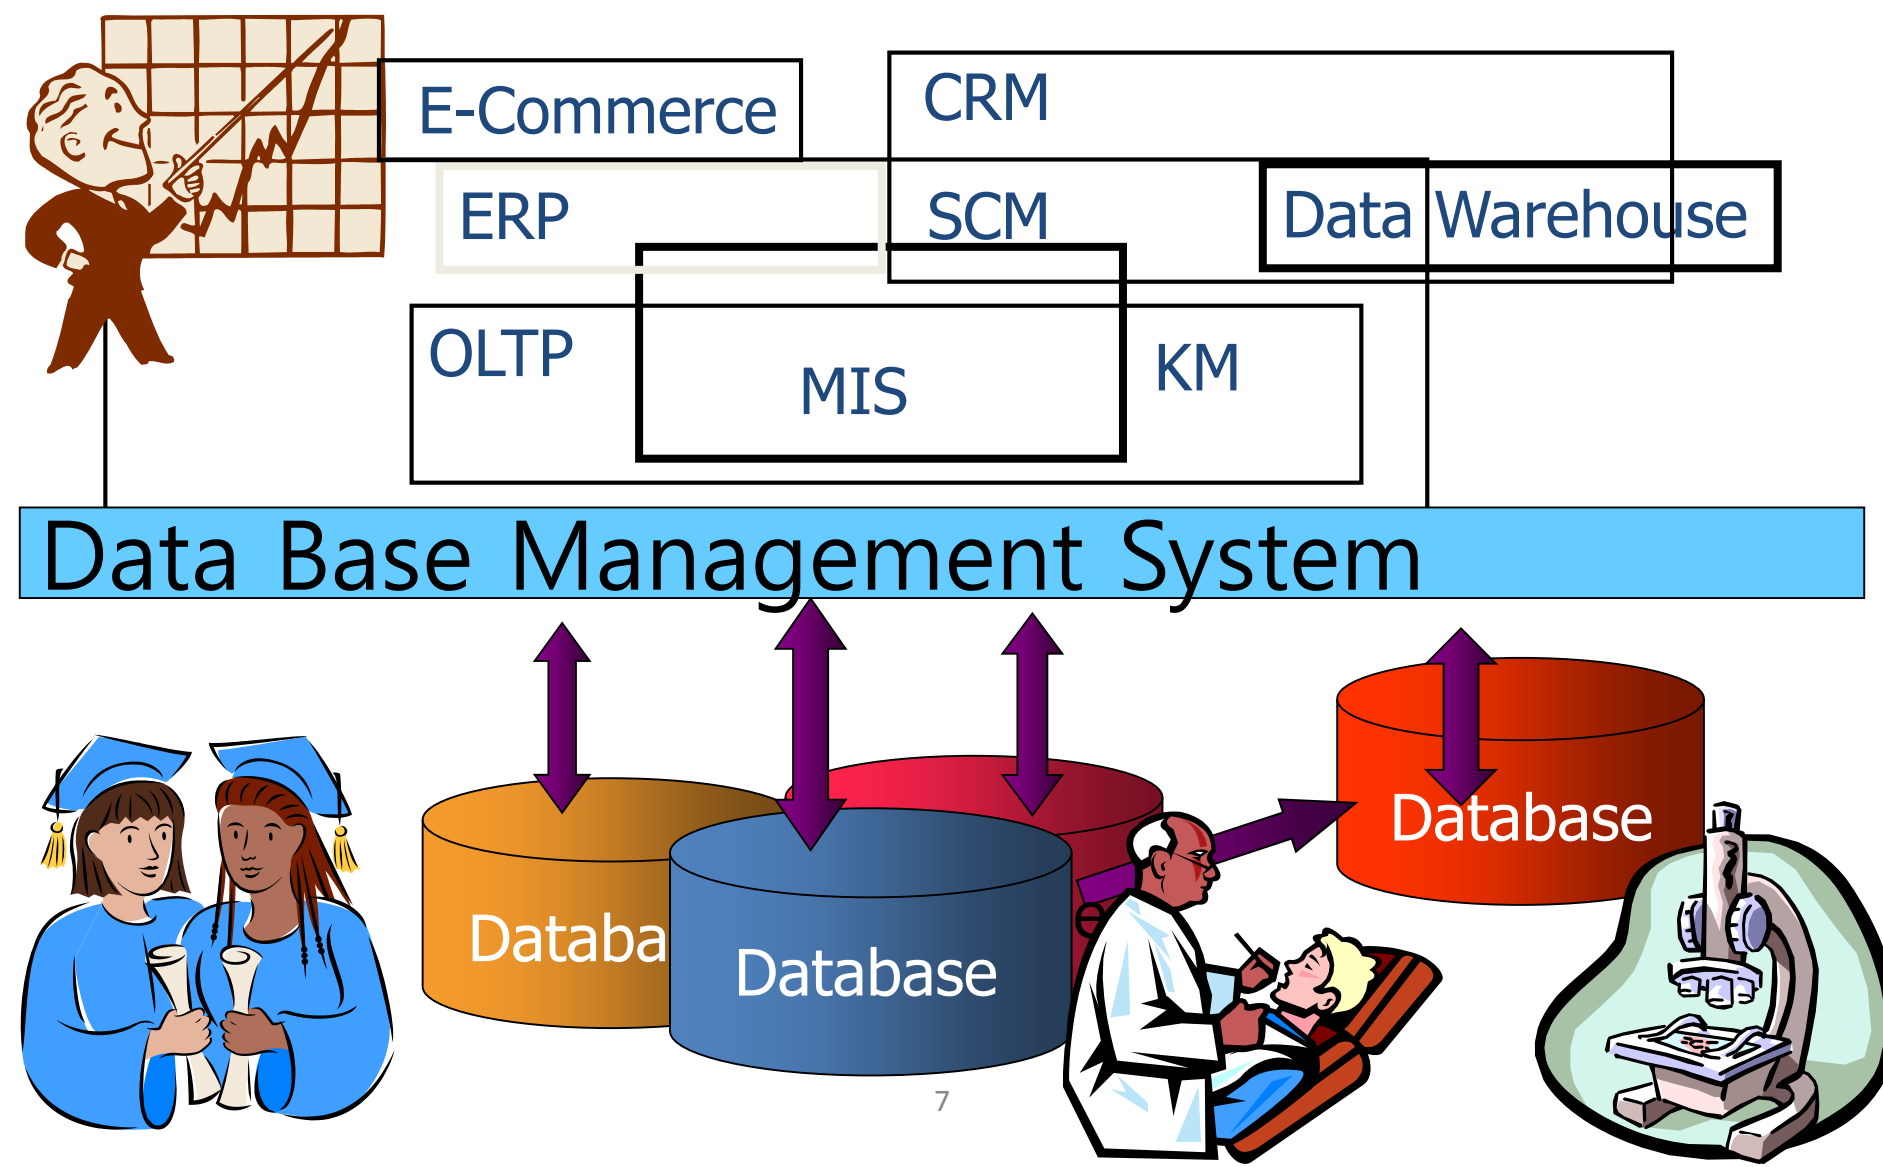 E-Commerce
CRM
ERP
SCM
Data Warehouse
OLTP
MIS
KM
Data Base Management System
Database
Databa
Database
e
7